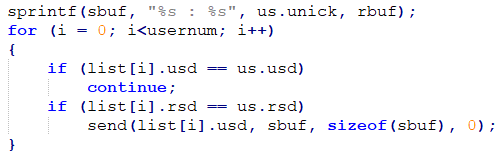 sprintf(sbuf, "%s : %s", us.unick, rbuf);
for (i = 0; i<usernum; i++)
{
    if (list[i].usd == us.usd)
        continue;
    if (list[i].rsd == us.rsd)
        send(list[i].usd, sbuf, sizeof(sbuf), 0);
}